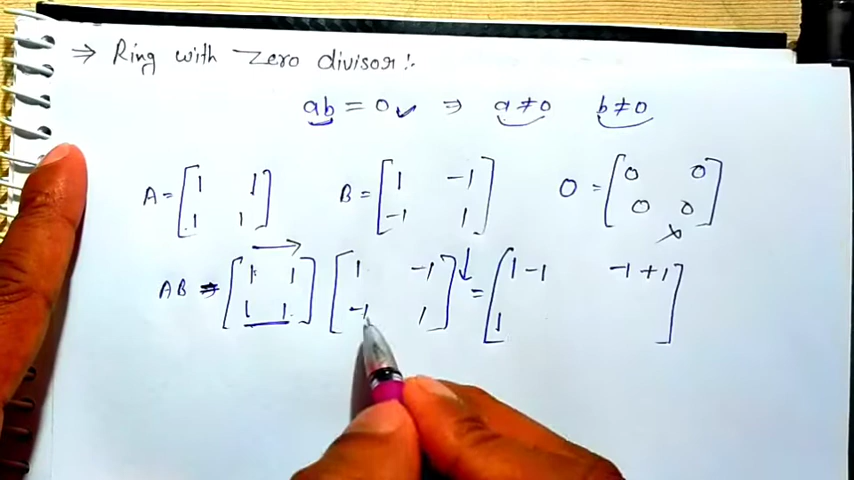 ⇒ Ring with Zero divisor :-
ab = 0 ✓ ⇒ a ≠ 0 b ≠ 0
A = [1 1; 1 1] B = [1 -1; -1 1] 0 = [0 0; 0 0]
AB ⇒ [1 1; 1 1] [1 -1; -1 1] = [1-1 -1+1; 1]